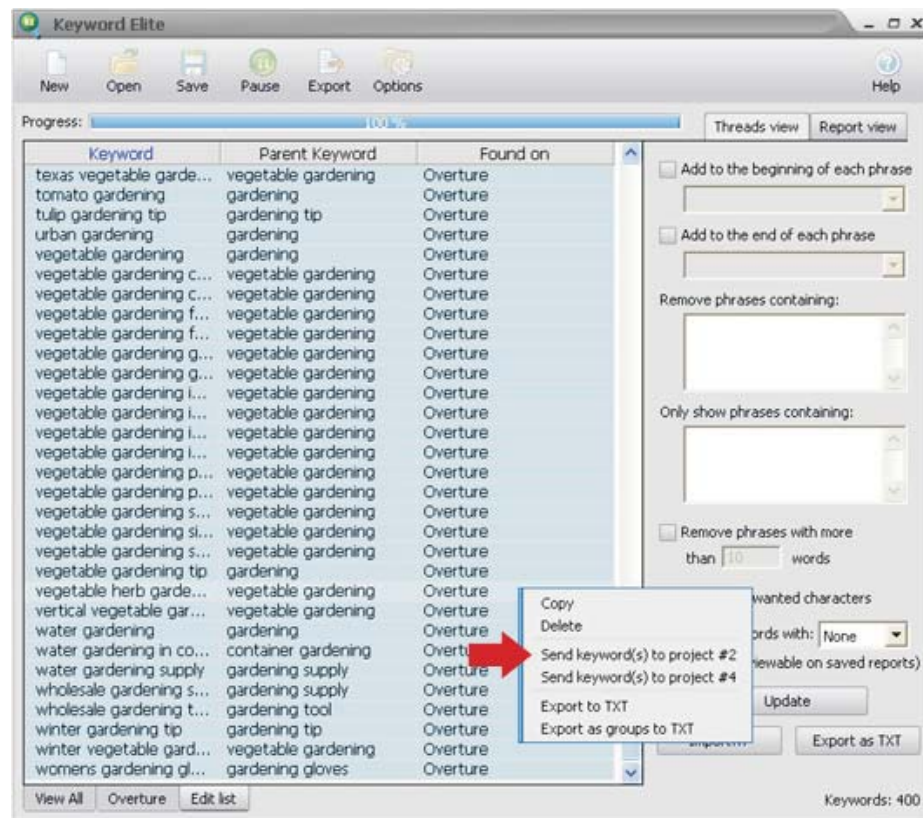 Keyword Elite
New Open Save Pause Export Options Help
Progress: 100 % Threads view Report view
Keyword Parent Keyword Found on
texas vegetable garde... vegetable gardening Overture
tomato gardening gardening Overture
tulip gardening tip gardening tip Overture
urban gardening gardening Overture
vegetable gardening gardening Overture
vegetable gardening c... vegetable gardening Overture
vegetable gardening c... vegetable gardening Overture
vegetable gardening f... vegetable gardening Overture
vegetable gardening f... vegetable gardening Overture
vegetable gardening g... vegetable gardening Overture
vegetable gardening g... vegetable gardening Overture
vegetable gardening i... vegetable gardening Overture
vegetable gardening i... vegetable gardening Overture
vegetable gardening i... vegetable gardening Overture
vegetable gardening i... vegetable gardening Overture
vegetable gardening p... vegetable gardening Overture
vegetable gardening p... vegetable gardening Overture
vegetable gardening s... vegetable gardening Overture
vegetable gardening si... vegetable gardening Overture
vegetable gardening s... vegetable gardening Overture
vegetable gardening tip gardening Overture
vegetable herb garde... vegetable gardening Overture
vertical vegetable gar... vegetable gardening Overture
water gardening gardening Overture
water gardening in co... container gardening
water gardening supply gardening supply Overture
wholesale gardening s... gardening supply Overture
wholesale gardening t... gardening tool Overture
winter gardening tip gardening tip Overture
winter vegetable gard... vegetable gardening Overture
womens gardening gl... gardening gloves Overture
View All Overture Edit list
Add to the beginning of each phrase
Add to the end of each phrase
Remove phrases containing:
Only show phrases containing:
Remove phrases with more
than 10 words
wanted characters
ords with: None
iewable on saved reports)
Update
Export as TXT
Keywords: 400
Copy
Delete
Send keyword(s) to project #2
Send keyword(s) to project #4
Export to TXT
Export as groups to TXT